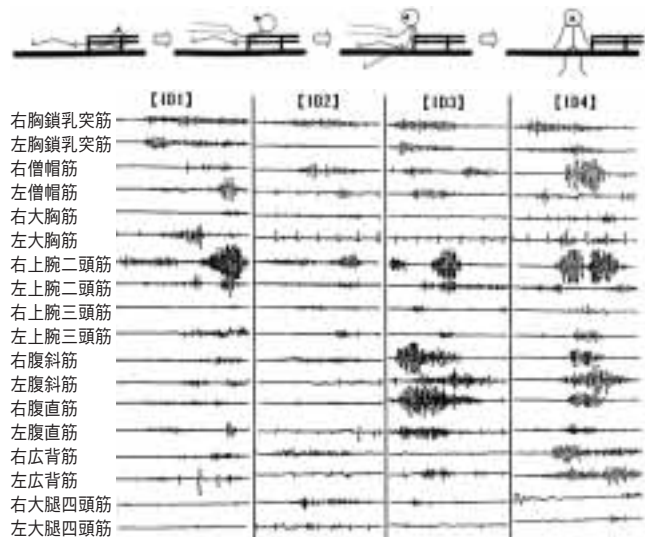 【101】 【102】 【103】 【104】
右胸鎖乳突筋
左胸鎖乳突筋
右僧帽筋
左僧帽筋
右大胸筋
左大胸筋
右上腕二頭筋
左上腕二頭筋
右上腕三頭筋
左上腕三頭筋
右腹斜筋
左腹斜筋
右腹直筋
左腹直筋
右広背筋
左広背筋
右大腿四頭筋
左大腿四頭筋